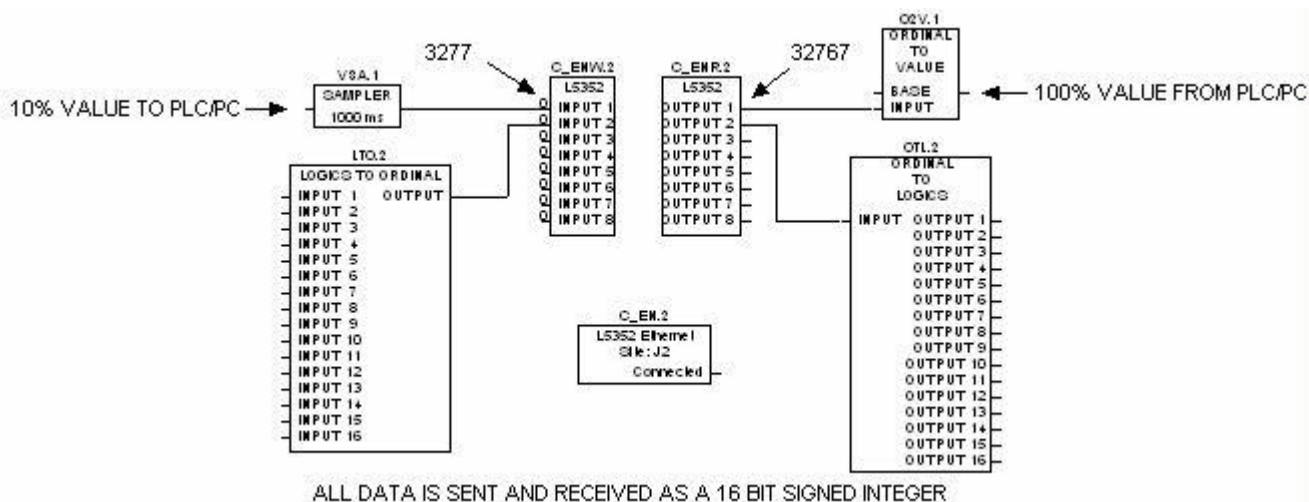 3277
10% VALUE TO PLC/PC
VSA.1
SAMPLER
1000 ms
LTO.2
LOGICS TO ORDINAL
INPUT 1 OUTPUT
INPUT 2
INPUT 3
INPUT 4
INPUT 5
INPUT 6
INPUT 7
INPUT 8
INPUT 9
INPUT 10
INPUT 11
INPUT 12
INPUT 13
INPUT 14
INPUT 15
INPUT 16
C_ENW.2
L5352
INPUT 1
INPUT 2
INPUT 3
INPUT 4
INPUT 5
INPUT 6
INPUT 7
INPUT 8
C_ENR.2
L5352
OUTPUT 1
OUTPUT 2
OUTPUT 3
OUTPUT 4
OUTPUT 5
OUTPUT 6
OUTPUT 7
OUTPUT 8
32767
C_EN.2
L5352 Ethernet
Site: J2
Connected
O2V.1
ORDINAL
TO
VALUE
BASE
INPUT
100% VALUE FROM PLC/PC
OTL.2
ORDINAL
TO
LOGICS
INPUT OUTPUT 1
OUTPUT 2
OUTPUT 3
OUTPUT 4
OUTPUT 5
OUTPUT 6
OUTPUT 7
OUTPUT 8
OUTPUT 9
OUTPUT 10
OUTPUT 11
OUTPUT 12
OUTPUT 13
OUTPUT 14
OUTPUT 15
OUTPUT 16
ALL DATA IS SENT AND RECEIVED AS A 16 BIT SIGNED INTEGER